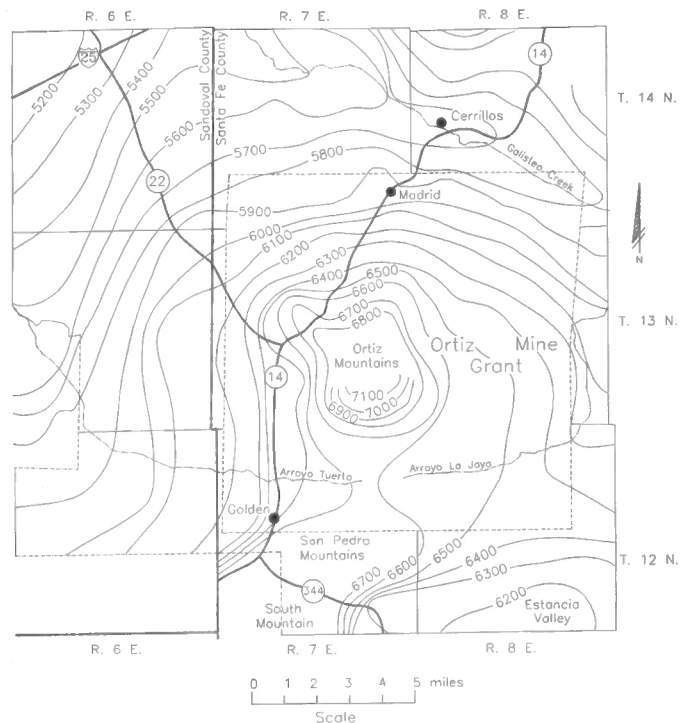 R. 6 E. R. 7 E. R. 8 E.
25
14
5200
5300
5400
5500
Sandoval County
Santa Fe County
T. 14 N.
Cerrillos
5600
5700
5800
Galisteo Creek
22
Madrid
5900
6000
6100
6200
6300
6400
6500
6600
6700
6800
N
T. 13 N.
Ortiz Mountains
Ortiz Mine Grant
14
7100
7000
6900
Arroyo Tuerto
Arroyo La Joya
Golden
San Pedro Mountains
6700
6600
6500
6400
6300
6200
T. 12 N.
344
South Mountain
Estancia Valley
R. 6 E. R. 7 E. R. 8 E.
0 1 2 3 4 5 miles
Scale